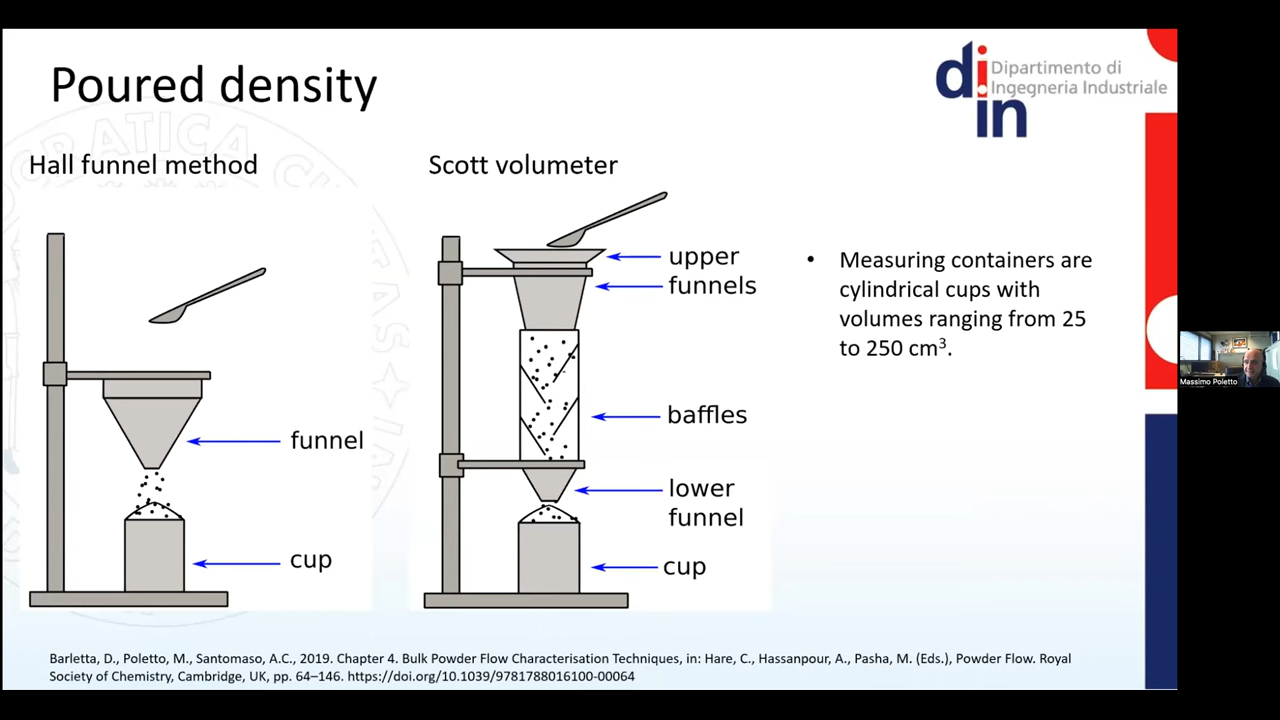 Poured density
din
Dipartimento di
Ingegneria Industriale
Hall funnel method
funnel
cup
Scott volumeter
upper
funnels
baffles
lower
funnel
cup
• Measuring containers are
cylindrical cups with
volumes ranging from 25
to 250 cm³.
Barletta, D., Poletto, M., Santomaso, A.C., 2019. Chapter 4. Bulk Powder Flow Characterisation Techniques, in: Hare, C., Hassanpour, A., Pasha, M. (Eds.), Powder Flow. Royal
Society of Chemistry, Cambridge, UK, pp. 64–146. https://doi.org/10.1039/9781788016100-00064
Massimo Poletto